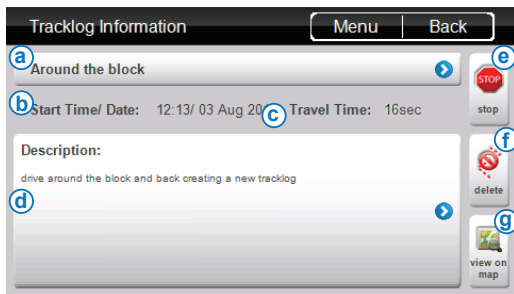 Tracklog Information Menu Back
a Around the block e STOP
b Start Time/ Date: 12:13/ 03 Aug c Travel Time: 16sec stop
Description: f
drive around the block and back creating a new tracklog
d delete
g
view on
map